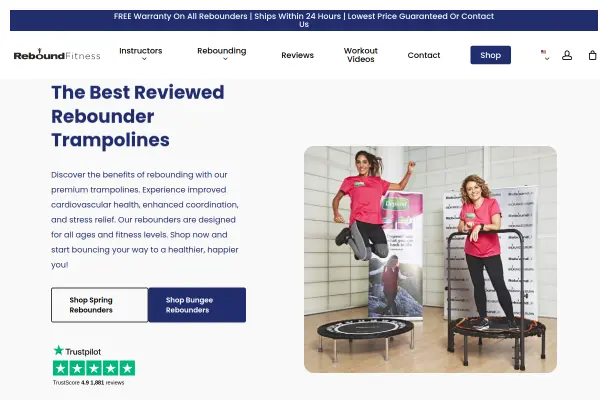 FREE Warranty On All Rebounders | Ships Within 24 Hours | Lowest Price Guaranteed Or Contact
Us
ReboundFitness
Instructors
Rebounding
Reviews
Workout
Videos
Contact
Shop
The Best Reviewed
Rebounder
Trampolines
Discover the benefits of rebounding with our
premium trampolines. Experience improved
cardiovascular health, enhanced coordination,
and stress relief. Our rebounders are designed
for all ages and fitness levels. Shop now and
start bouncing your way to a healthier, happier
you!
Shop Spring
Rebounders
Shop Bungee
Rebounders
Trustpilot
TrustScore 4.9 1,881 reviews
Depend